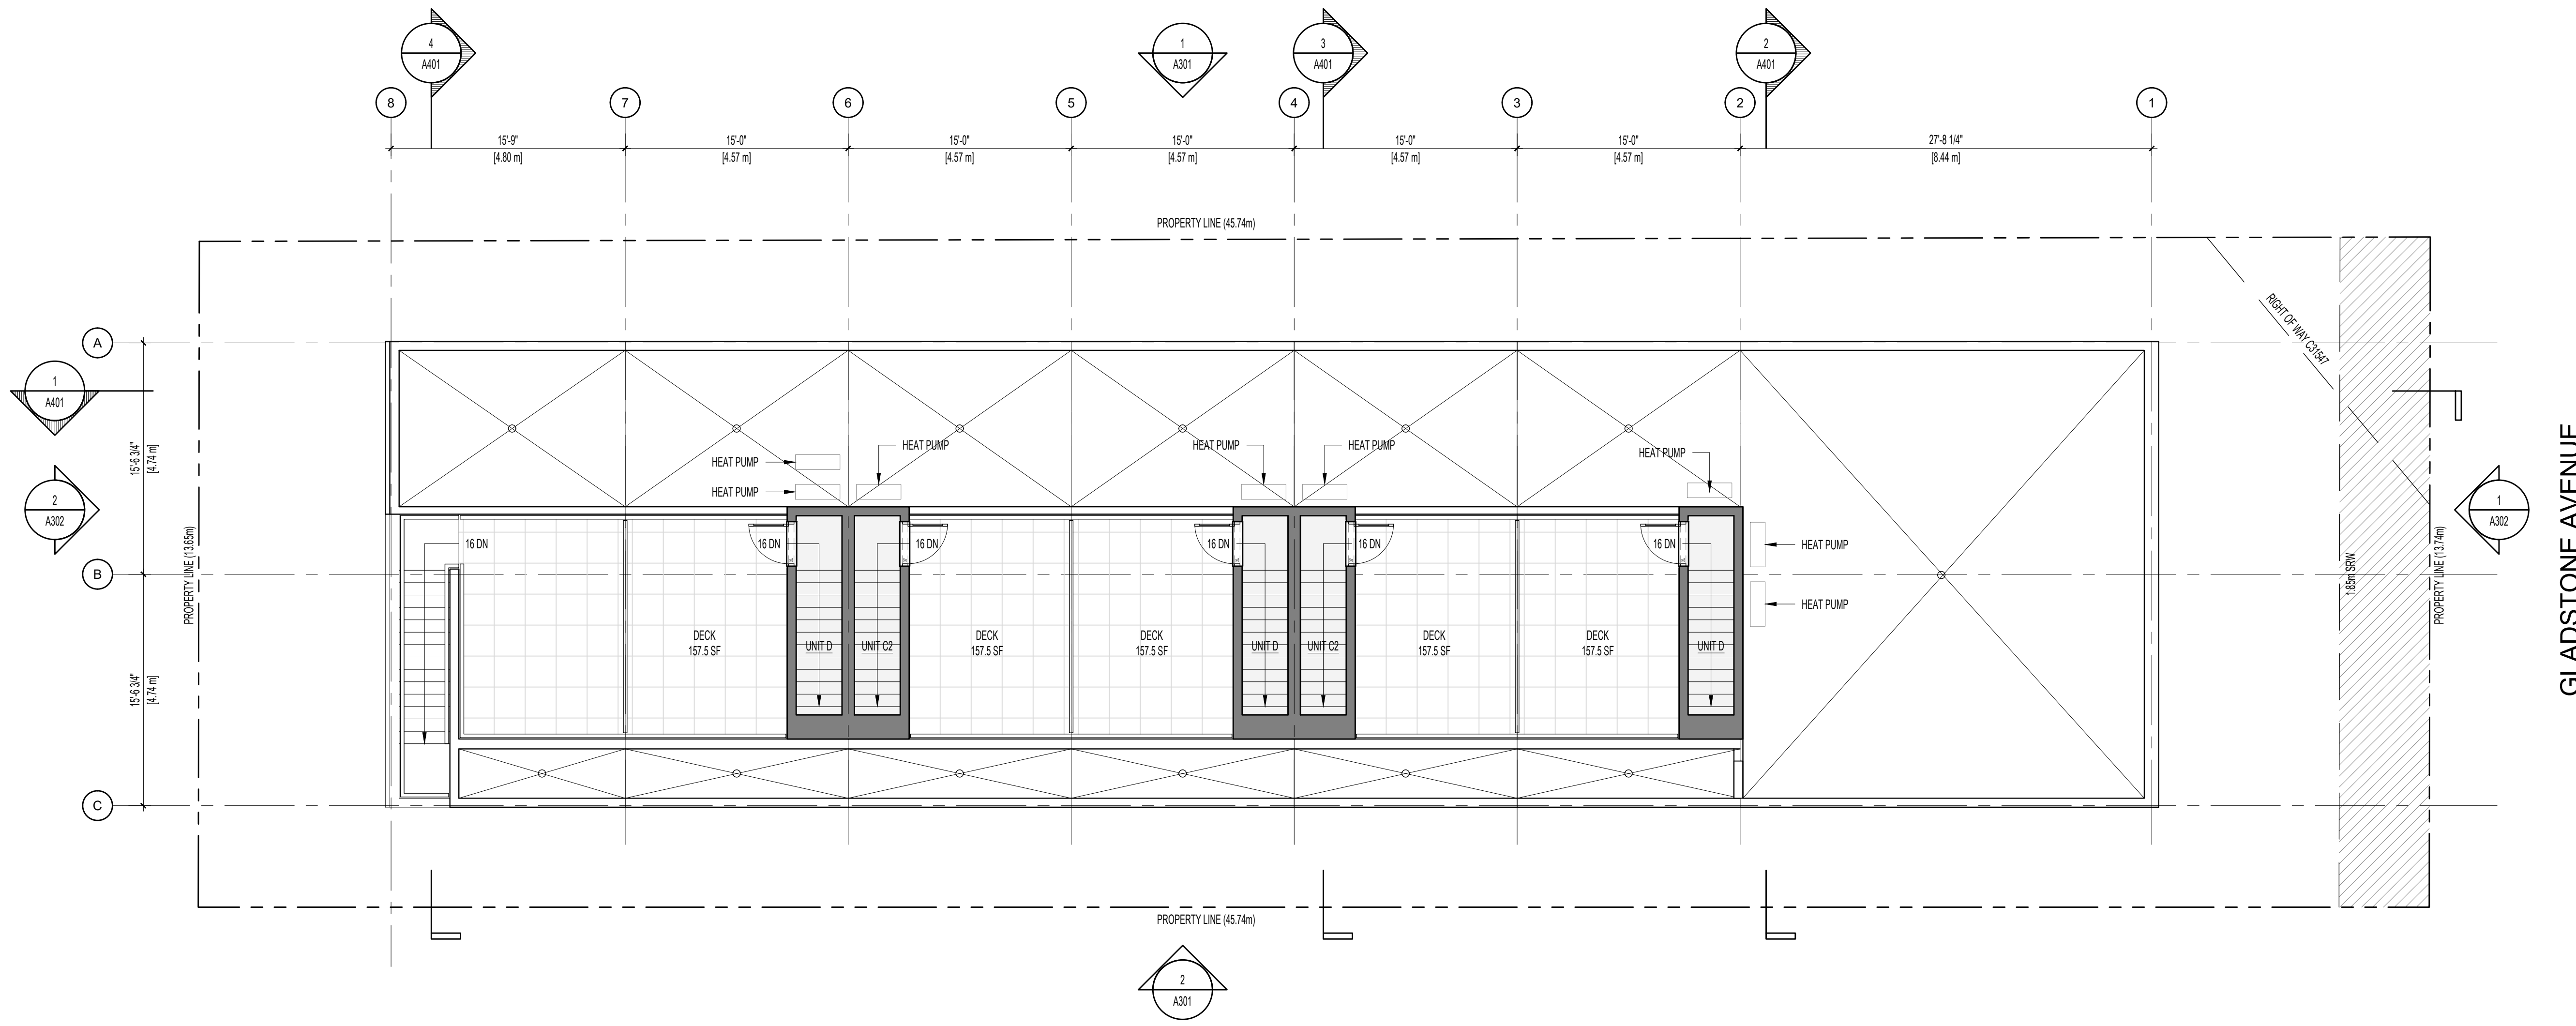 4
A401
1
A301
3
A401
2
A401
8
7
6
5
4
3
2
1
15'-9"
[4.80 m]
15'-0"
[4.57 m]
15'-0"
[4.57 m]
15'-0"
[4.57 m]
15'-0"
[4.57 m]
15'-0"
[4.57 m]
27'-8 1/4"
[8.44 m]
PROPERTY LINE (45.74m)
RIGHT OF WAY C31547
A
1
A401
15'-6 3/4"
[4.74 m]
2
A302
PROPERTY LINE (13.65m)
B
15'-6 3/4"
[4.74 m]
C
HEAT PUMP
HEAT PUMP
HEAT PUMP
HEAT PUMP
HEAT PUMP
HEAT PUMP
HEAT PUMP
HEAT PUMP
16 DN
16 DN
16 DN
16 DN
16 DN
16 DN
DECK
157.5 SF
UNIT D
UNIT C2
DECK
157.5 SF
DECK
157.5 SF
UNIT D
UNIT C2
DECK
157.5 SF
DECK
157.5 SF
UNIT D
1.85m SRW
PROPERTY LINE (13.74m)
1
A302
GLADSTONE AVENUE
PROPERTY LINE (45.74m)
2
A301